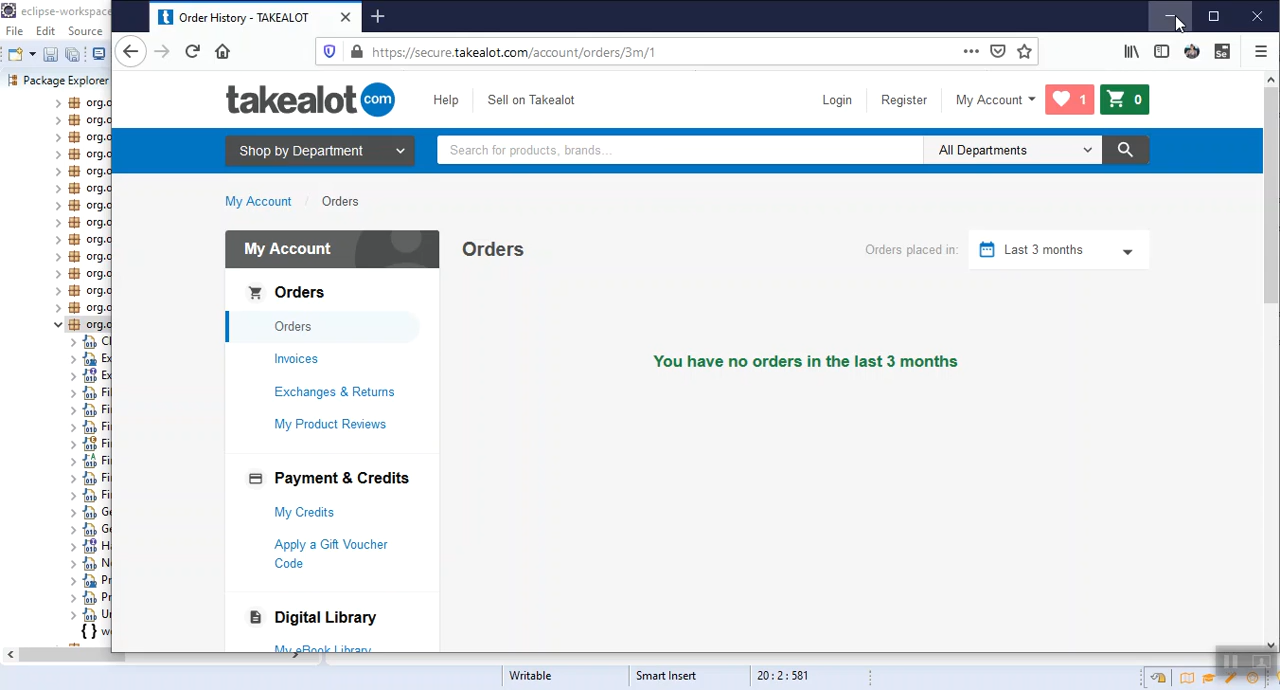 eclipse-workspace
Order History - TAKEALOT
File Edit Source
https://secure.takealot.com/account/orders/3m/1
Package Explorer
takealot com
Help
Sell on Takealot
Login
Register
My Account
1
0
Shop by Department
Search for products, brands...
All Departments
My Account / Orders
My Account
Orders
Orders placed in:
Last 3 months
Orders
Orders
You have no orders in the last 3 months
Invoices
Exchanges & Returns
My Product Reviews
Payment & Credits
My Credits
Apply a Gift Voucher
Code
Digital Library
My eBook Library
Writable
Smart Insert
20 : 2 : 581